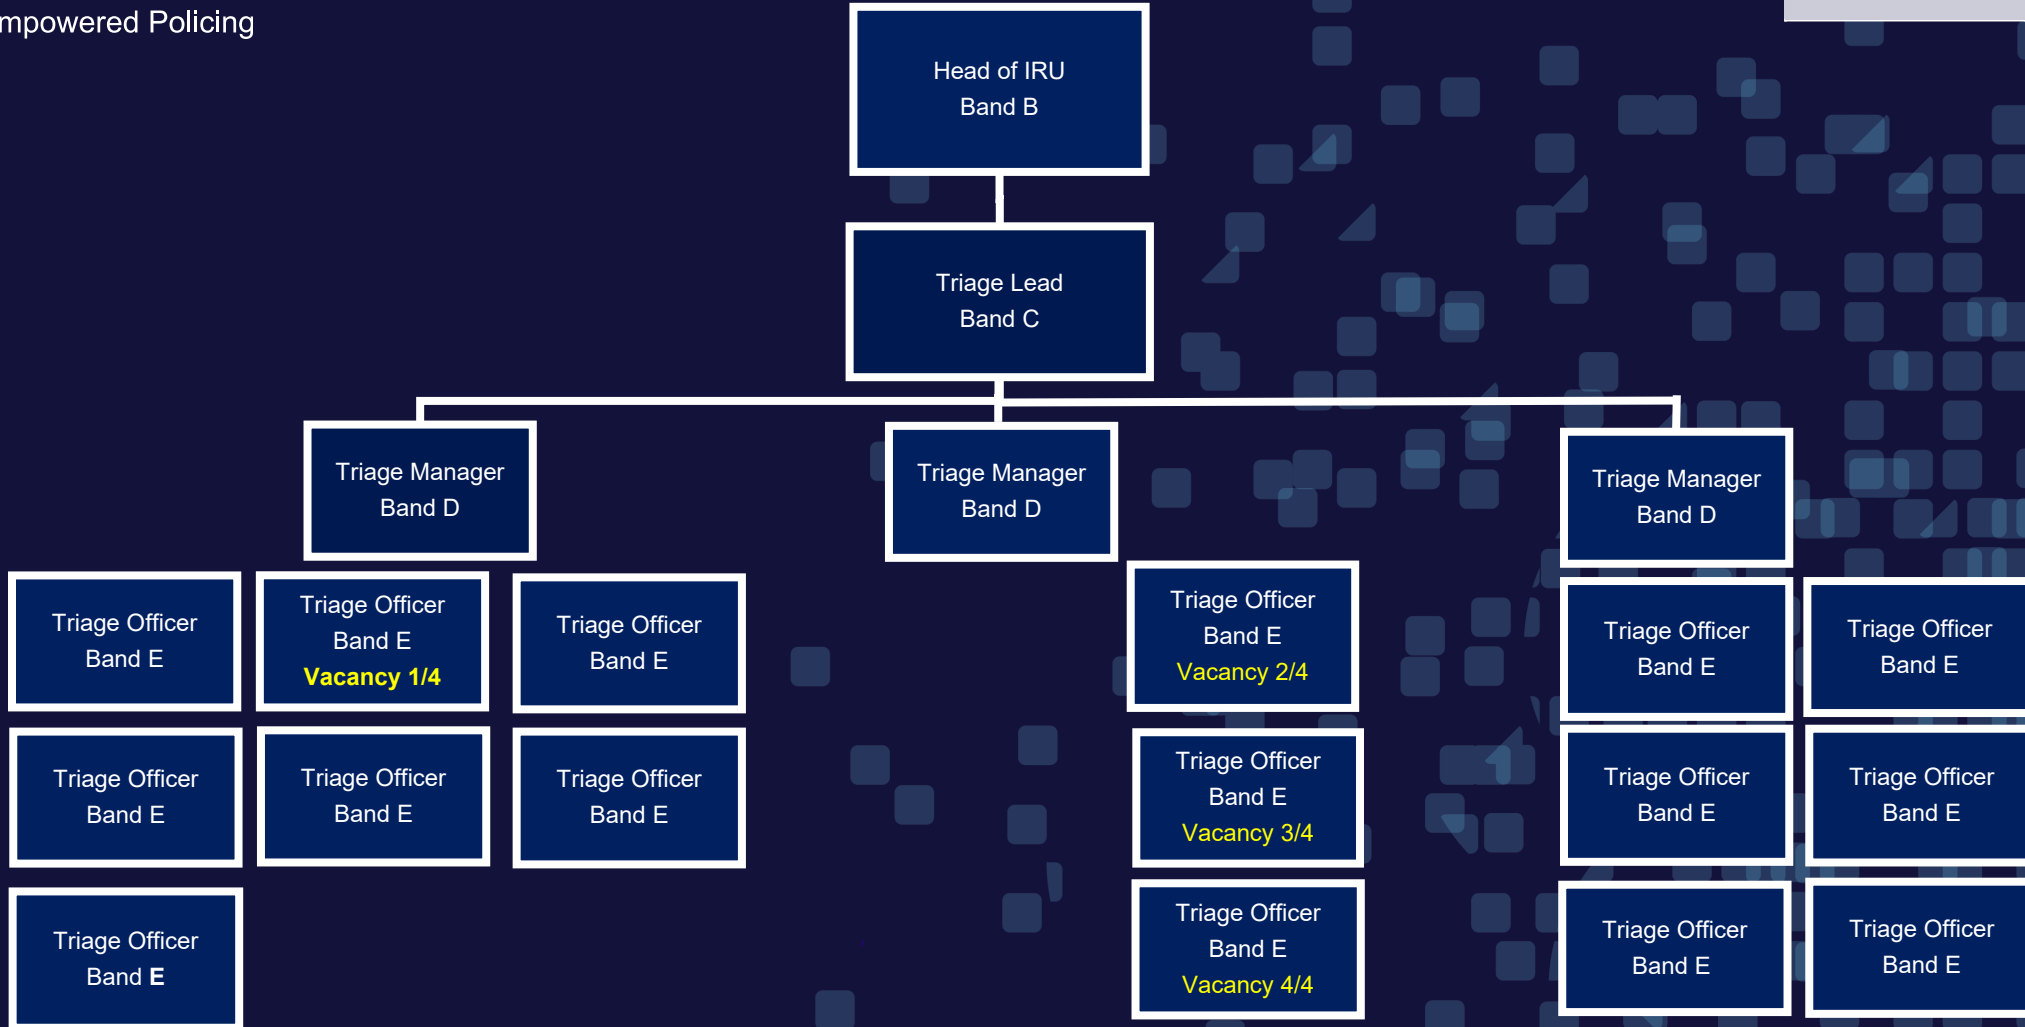 mpowered Policing
Head of IRU
Band B
Triage Lead
Band C
Triage Manager
Band D
Triage Manager
Band D
Triage Manager
Band D
Triage Officer
Band E
Triage Officer
Band E
Vacancy 1/4
Triage Officer
Band E
Triage Officer
Band E
Vacancy 2/4
Triage Officer
Band E
Triage Officer
Band E
Triage Officer
Band E
Triage Officer
Band E
Triage Officer
Band E
Triage Officer
Band E
Vacancy 3/4
Triage Officer
Band E
Triage Officer
Band E
Triage Officer
Band E
Triage Officer
Band E
Vacancy 4/4
Triage Officer
Band E
Triage Officer
Band E